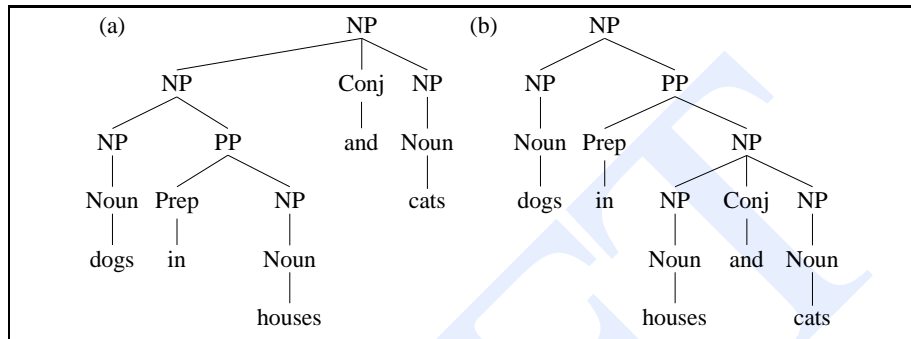 (a) NP (b) NP
NP Conj NP NP PP
NP PP and Noun Noun Prep NP
Noun Prep NP cats dogs in NP Conj NP
dogs in Noun Noun and Noun
houses houses cats